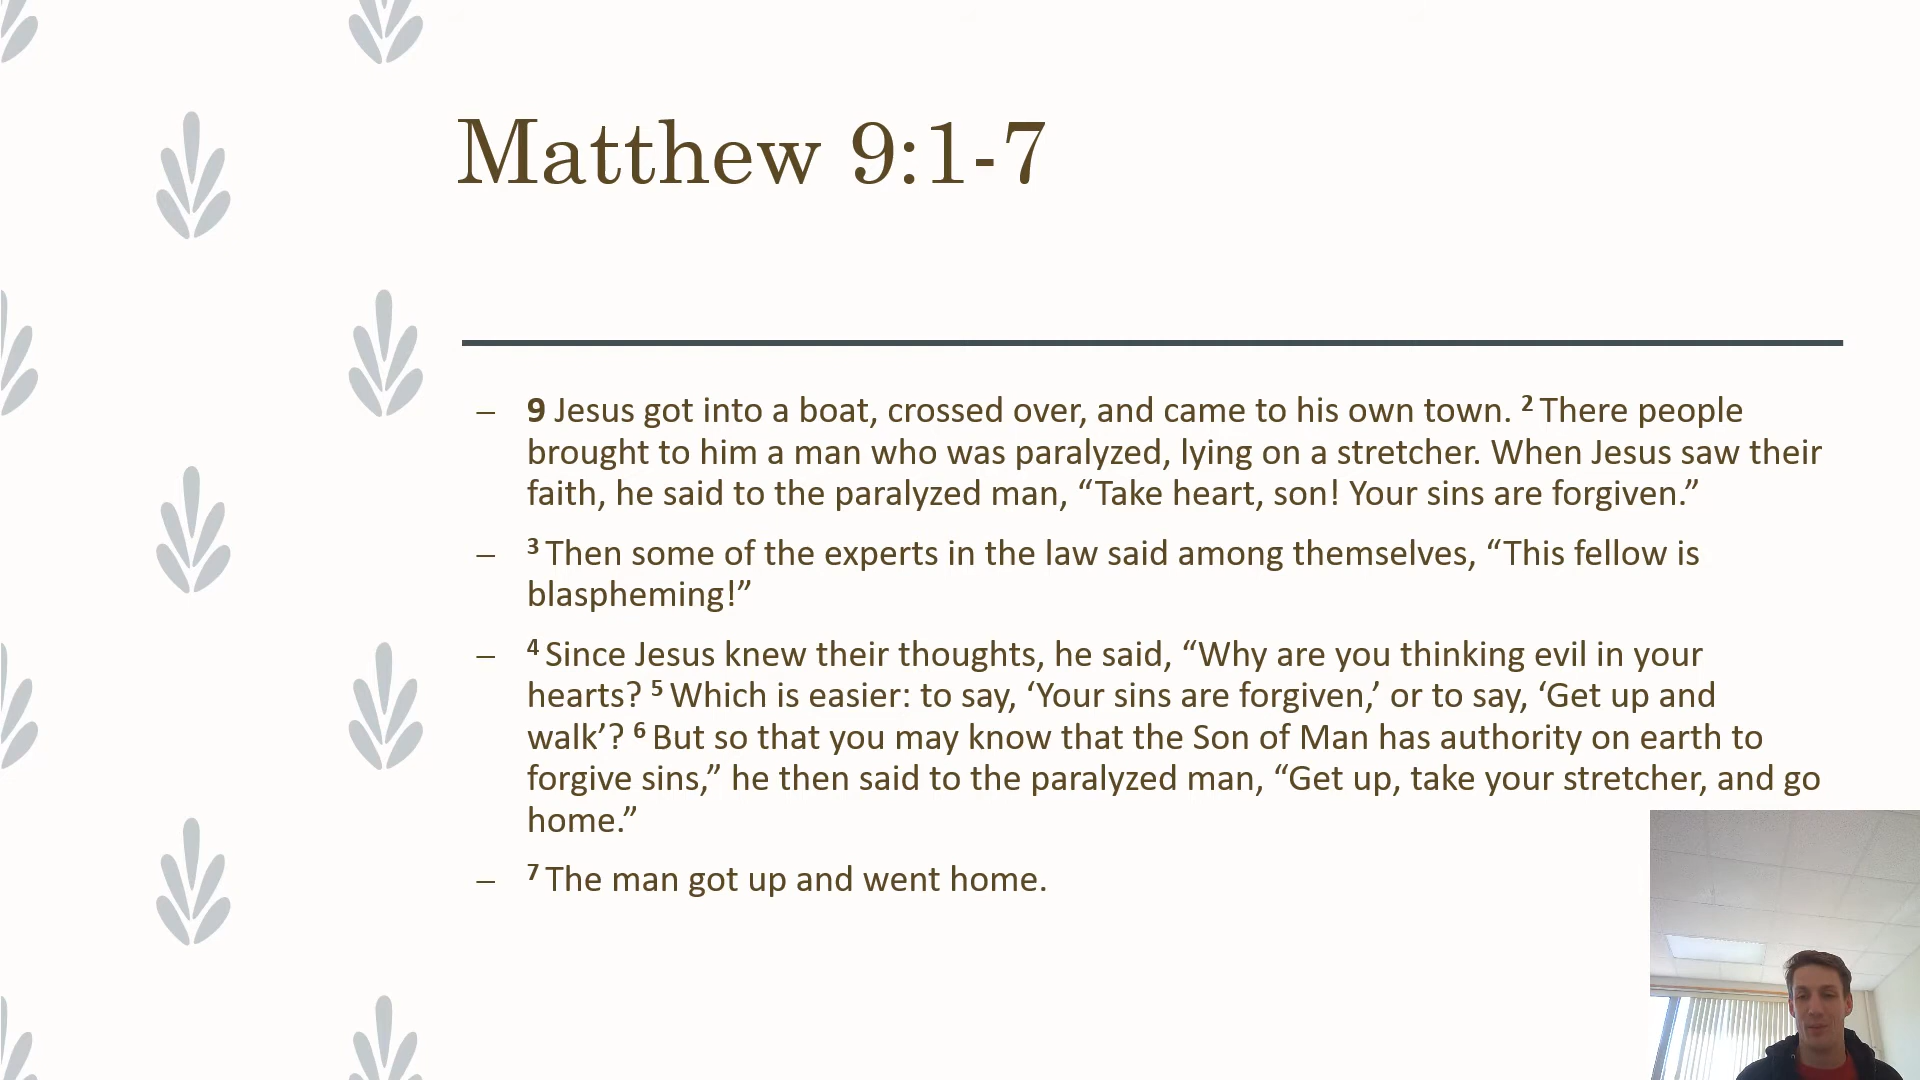 Matthew 9:1-7
– 9 Jesus got into a boat, crossed over, and came to his own town. 2 There people
brought to him a man who was paralyzed, lying on a stretcher. When Jesus saw their
faith, he said to the paralyzed man, “Take heart, son! Your sins are forgiven.”
– 3 Then some of the experts in the law said among themselves, “This fellow is
blaspheming!”
– 4 Since Jesus knew their thoughts, he said, “Why are you thinking evil in your
hearts? 5 Which is easier: to say, ‘Your sins are forgiven,’ or to say, ‘Get up and
walk’? 6 But so that you may know that the Son of Man has authority on earth to
forgive sins,” he then said to the paralyzed man, “Get up, take your stretcher, and go
home.”
– 7 The man got up and went home.